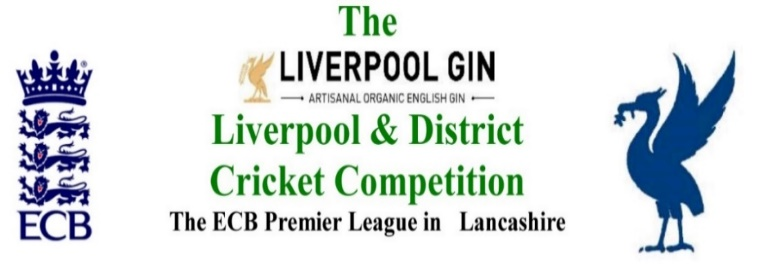 The
LIVERPOOL GIN
ARTISANAL ORGANIC ENGLISH GIN
Liverpool & District
Cricket Competition
The ECB Premier League in Lancashire
ECB